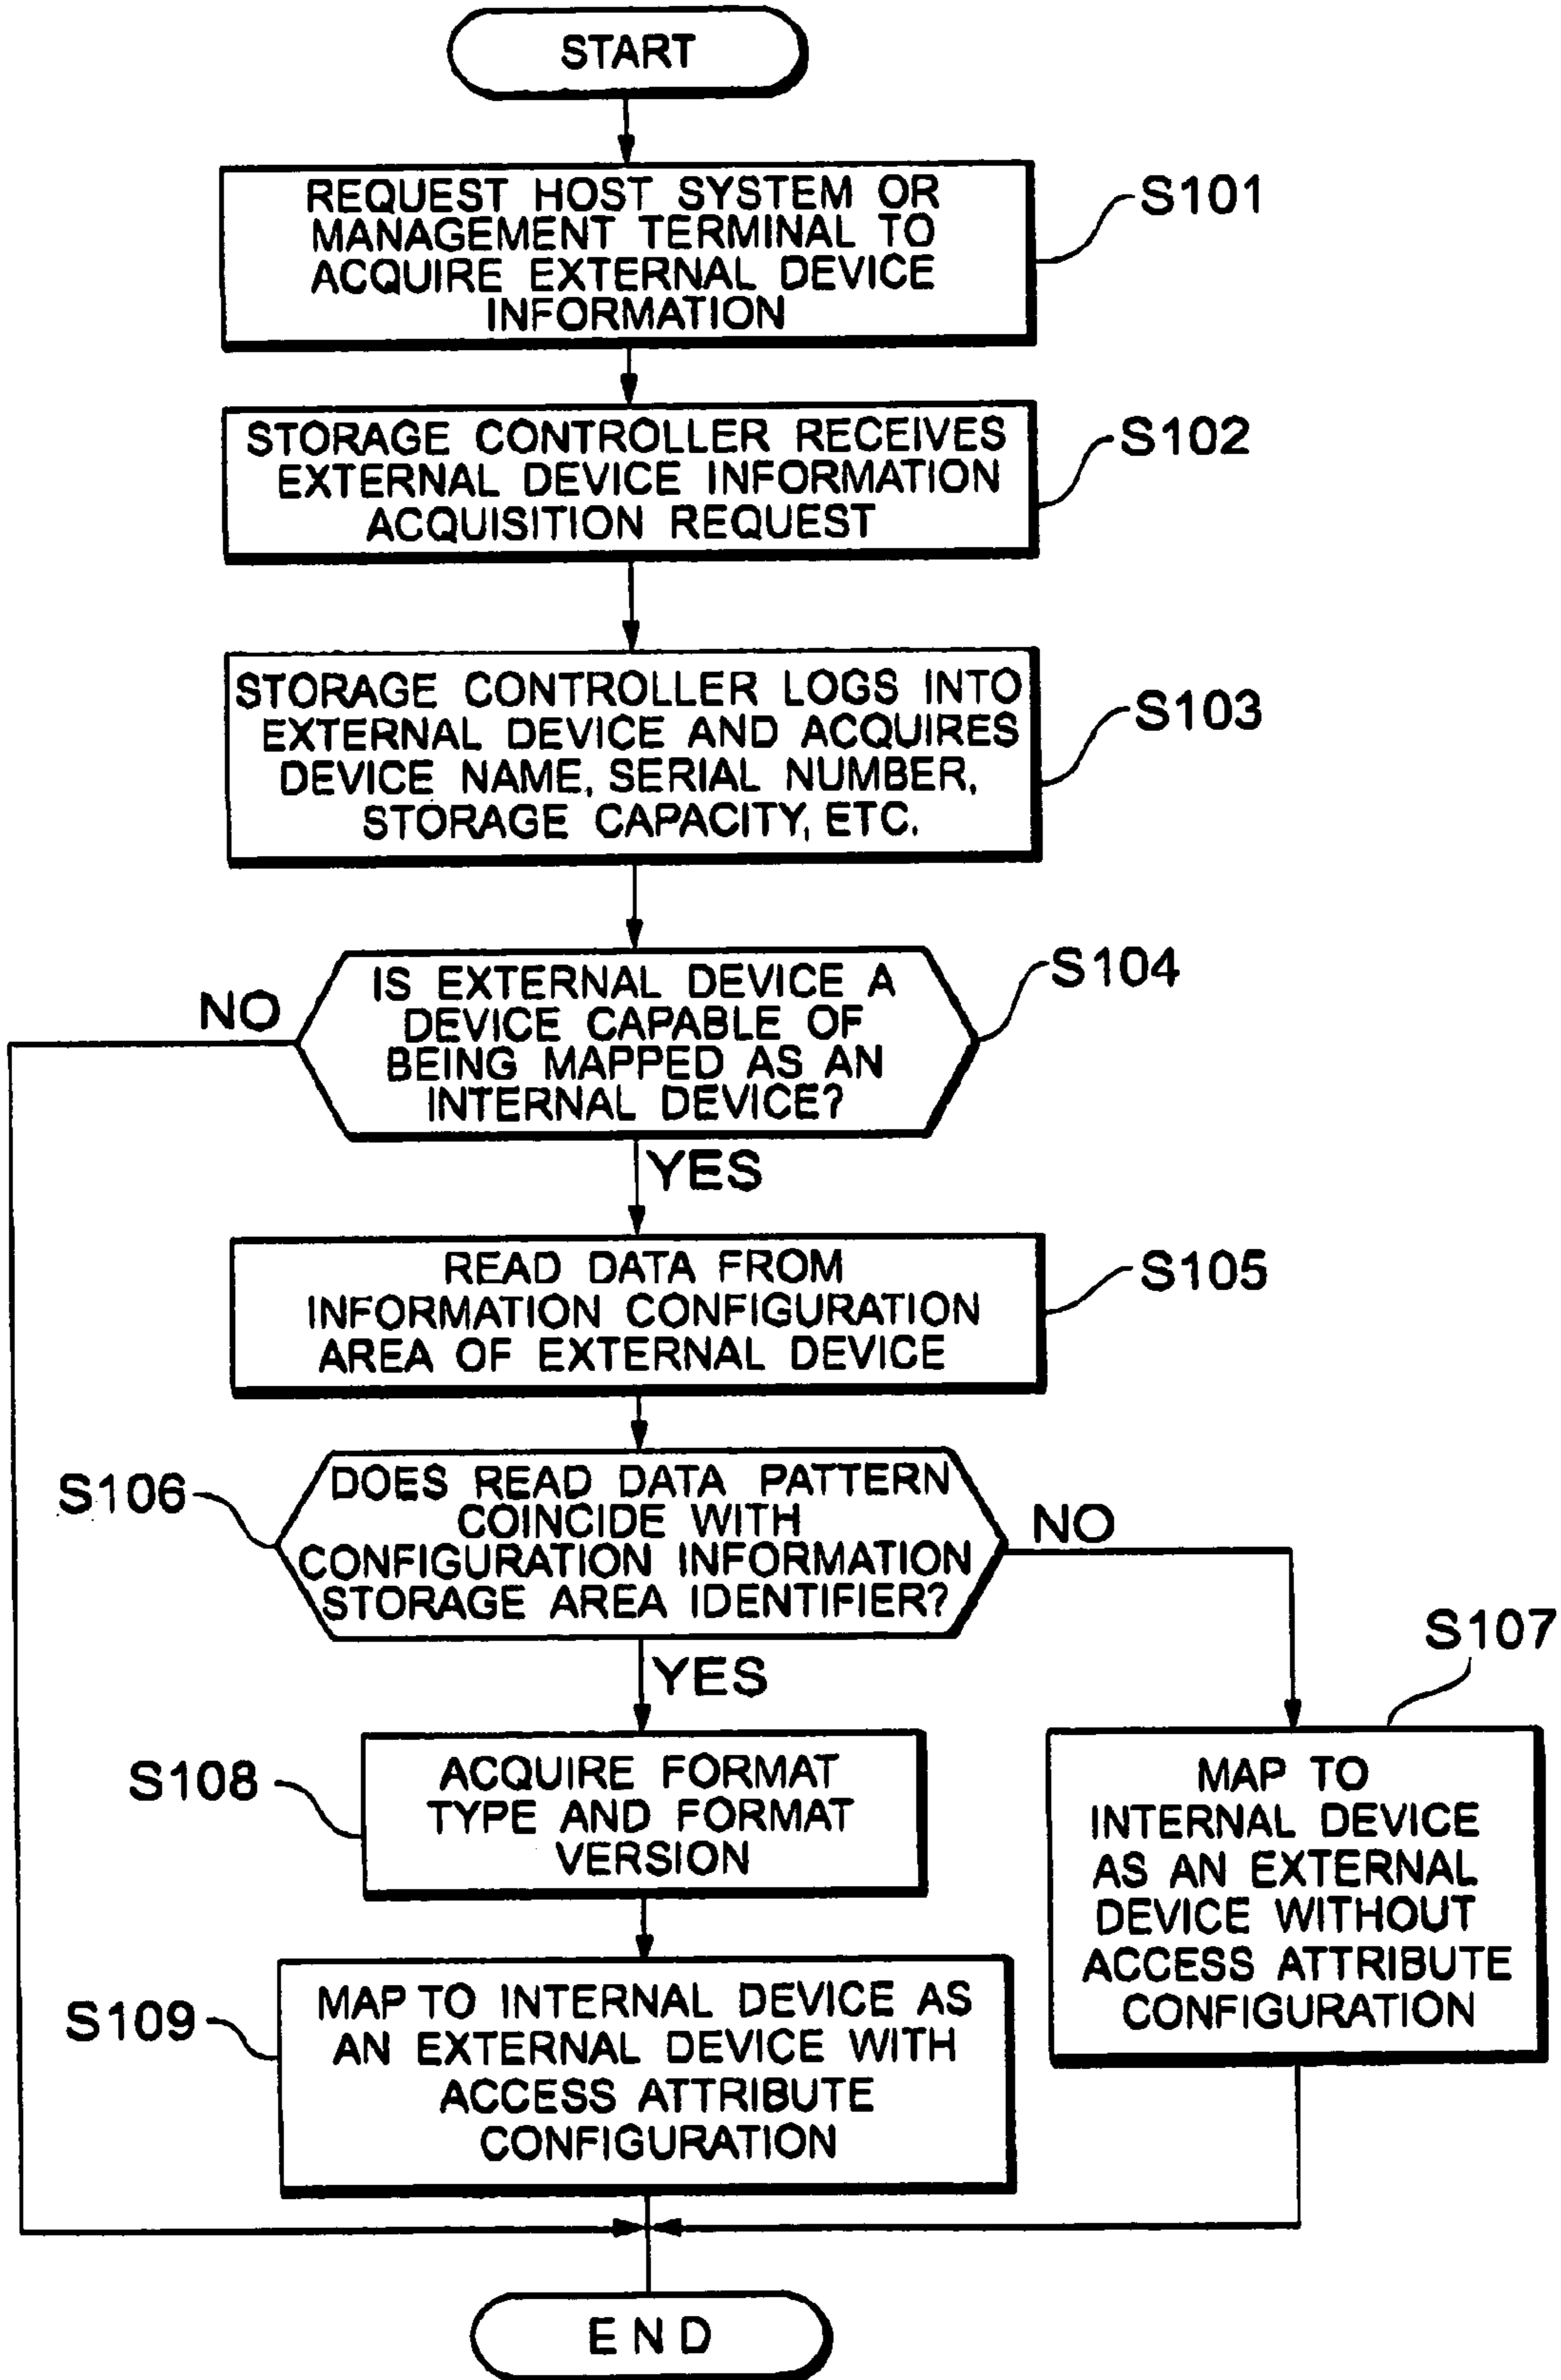 START
REQUEST HOST SYSTEM OR
MANAGEMENT TERMINAL TO
ACQUIRE EXTERNAL DEVICE
INFORMATION
S101
STORAGE CONTROLLER RECEIVES
EXTERNAL DEVICE INFORMATION
ACQUISITION REQUEST
S102
STORAGE CONTROLLER LOGS INTO
EXTERNAL DEVICE AND ACQUIRES
DEVICE NAME, SERIAL NUMBER,
STORAGE CAPACITY, ETC.
S103
IS EXTERNAL DEVICE A
DEVICE CAPABLE OF
BEING MAPPED AS AN
INTERNAL DEVICE?
S104
NO
YES
READ DATA FROM
INFORMATION CONFIGURATION
AREA OF EXTERNAL DEVICE
S105
S106
DOES READ DATA PATTERN
COINCIDE WITH
CONFIGURATION INFORMATION
STORAGE AREA IDENTIFIER?
NO
YES
S107
MAP TO
INTERNAL DEVICE
AS AN EXTERNAL
DEVICE WITHOUT
ACCESS ATTRIBUTE
CONFIGURATION
S108
ACQUIRE FORMAT
TYPE AND FORMAT
VERSION
S109
MAP TO INTERNAL DEVICE AS
AN EXTERNAL DEVICE WITH
ACCESS ATTRIBUTE
CONFIGURATION
END